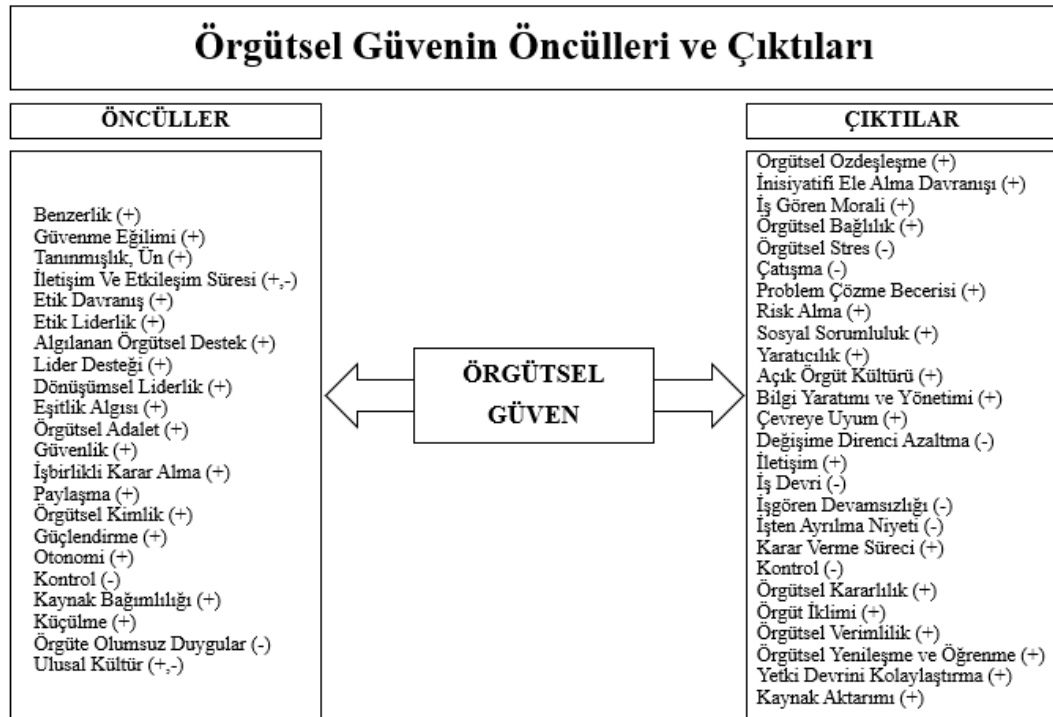 Örgütsel Güvenin Öncülleri ve Çıktıları
ÖNCÜLLER
Benzerlik (+)
Güvenme Eğilimi (+)
Tanınmışlık, Ün (+)
İletişim Ve Etkileşim Süresi (+,-)
Etik Davranış (+)
Etik Liderlik (+)
Algılanan Örgütsel Destek (+)
Lider Desteği (+)
Dönüşümsel Liderlik (+)
Eşitlik Algısı (+)
Örgütsel Adalet (+)
Güvenlik (+)
İşbirlikli Karar Alma (+)
Paylaşma (+)
Örgütsel Kimlik (+)
Güçlendirme (+)
Otonomi (+)
Kontrol (-)
Kaynak Bağımlılığı (+)
Küçülme (+)
Örgüte Olumsuz Duygular (-)
Ulusal Kültür (+,-)
ÖRGÜTSEL
GÜVEN
ÇIKTILAR
Örgütsel Özdeşleşme (+)
İnisiyatifi Ele Alma Davranışı (+)
İş Gören Morali (+)
Örgütsel Bağlılık (+)
Örgütsel Stres (-)
Çatışma (-)
Problem Çözme Becerisi (+)
Risk Alma (+)
Sosyal Sorumluluk (+)
Yaratıcılık (+)
Açık Örgüt Kültürü (+)
Bilgi Yaratımı ve Yönetimi (+)
Çevreye Uyum (+)
Değişime Direnci Azaltma (-)
İletişim (+)
İş Devri (-)
İşgören Devamsızlığı (-)
İşten Ayrılma Niyeti (-)
Karar Verme Süreci (+)
Kontrol (-)
Örgütsel Kararlılık (+)
Örgüt İklimi (+)
Örgütsel Verimlilik (+)
Örgütsel Yenileşme ve Öğrenme (+)
Yetki Devrini Kolaylaştırma (+)
Kaynak Aktarımı (+)